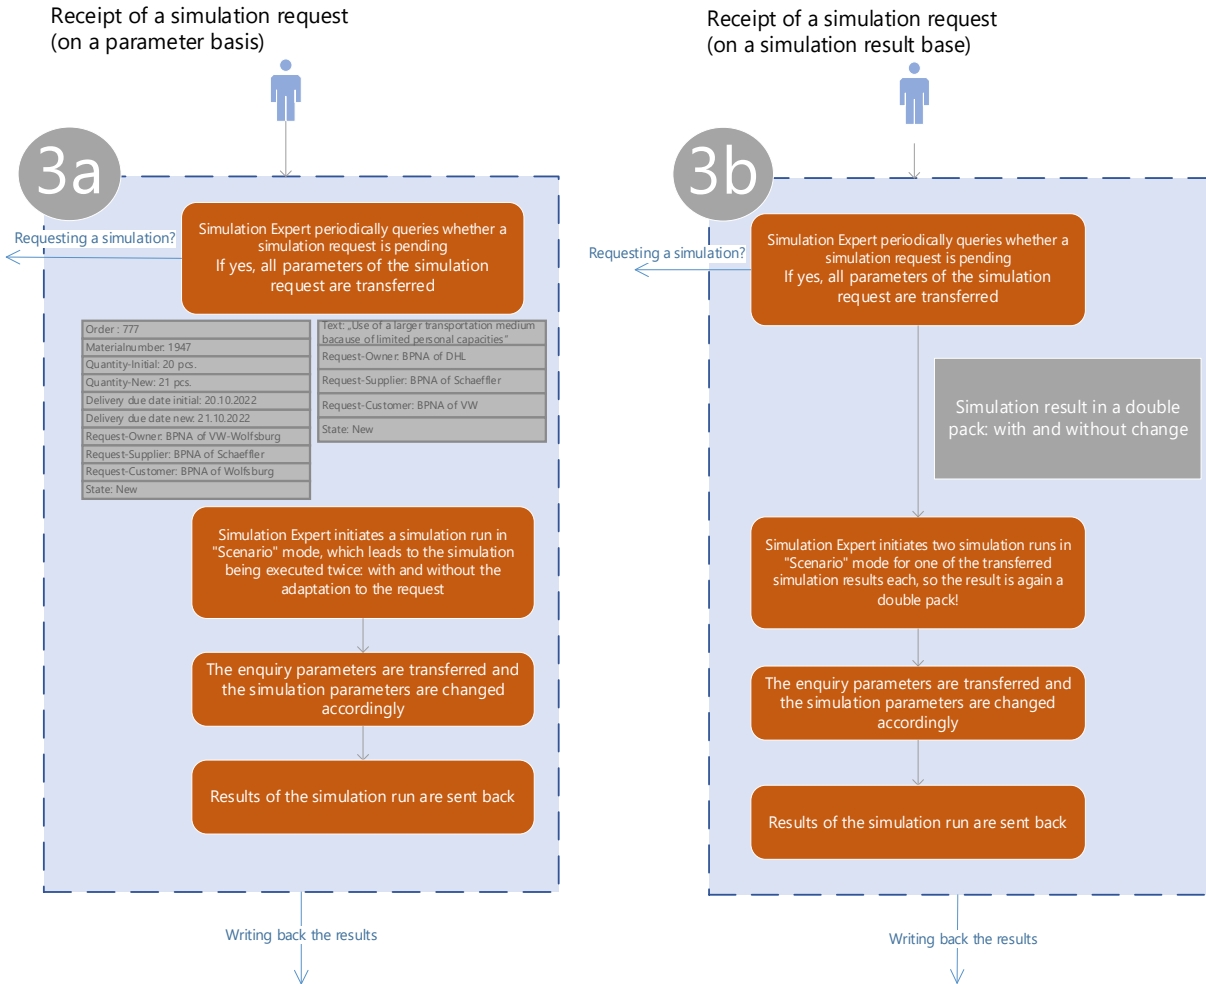 Receipt of a simulation request
(on a parameter basis)
3a
Requesting a simulation?
Simulation Expert periodically queries whether a
simulation request is pending
If yes, all parameters of the simulation
request are transferred
Order : 777
Materialnumber: 1947
Quantity-Initial: 20 pcs.
Quantity-New: 21 pcs.
Delivery due date initial: 20.10.2022
Delivery due date new: 21.10.2022
Request-Owner: BPNA of VW-Wolfsburg
Request-Supplier: BPNA of Schaeffler
Request-Customer: BPNA of Wolfsburg
State: New
Text: „Use of a larger transportation medium
bacause of limited personal capacities“
Request-Owner: BPNA of DHL
Request-Supplier: BPNA of Schaeffler
Request-Customer: BPNA of VW
State: New
Simulation Expert initiates a simulation run in
"Scenario" mode, which leads to the simulation
being executed twice: with and without the
adaptation to the request
The enquiry parameters are transferred and
the simulation parameters are changed
accordingly
Results of the simulation run are sent back
Writing back the results
Receipt of a simulation request
(on a simulation result base)
3b
Requesting a simulation?
Simulation Expert periodically queries whether a
simulation request is pending
If yes, all parameters of the simulation
request are transferred
Simulation result in a double
pack: with and without change
Simulation Expert initiates two simulation runs in
"Scenario" mode for one of the transferred
simulation results each, so the result is again a
double pack!
The enquiry parameters are transferred and
the simulation parameters are changed
accordingly
Results of the simulation run are sent back
Writing back the results